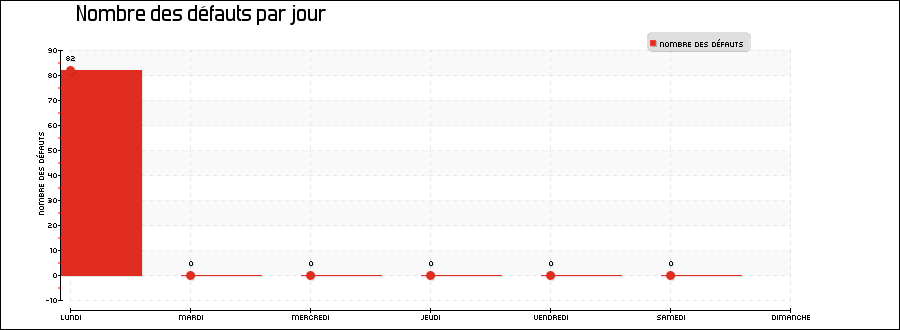 Nombre des défauts par jour
NOMBRE DES DÉFAUTS
90
82
80
70
60
50
40
30
20
10
0
-10
NOMBRE DES DÉFAUTS
0
0
0
0
0
LUNDI
MARDI
MERCREDI
JEUDI
VENDREDI
SAMEDI
DIMANCHE